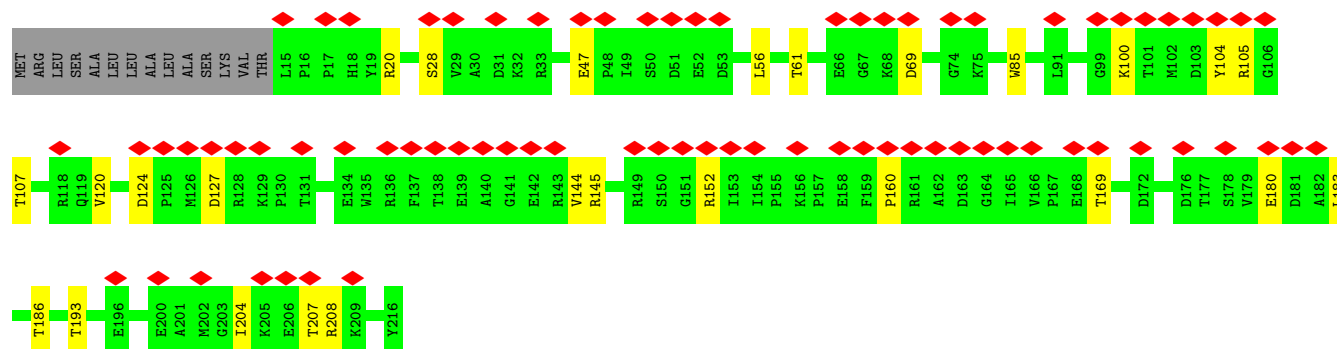 MET ARG LEU SER ALA LEU LEU ALA LEU ALA SER LYS VAL THR L15 P16 P17 H18 Y19 R20 S28 V29 A30 D31 K32 R33 E47 P48 I49 S50 D51 E52 D53 L56 T61 E66 G67 K68 D69 G74 K75 W85 L91 G99 K100 T101 M102 D103 Y104 R105 G106
T107 R118 Q119 V120 D124 P125 M126 D127 R128 K129 P130 T131 E134 W135 R136 F137 T138 E139 A140 G141 E142 R143 V144 R145 R149 S150 G151 R152 I153 I154 P155 K156 P157 E158 F159 P160 R161 A162 D163 G164 I165 V166 P167 E168 T169 D172 D176 T177 S178 V179 E180 D181 A182 L183
T186 T193 E196 E200 A201 M202 G203 I204 K205 E206 T207 R208 K209 Y216